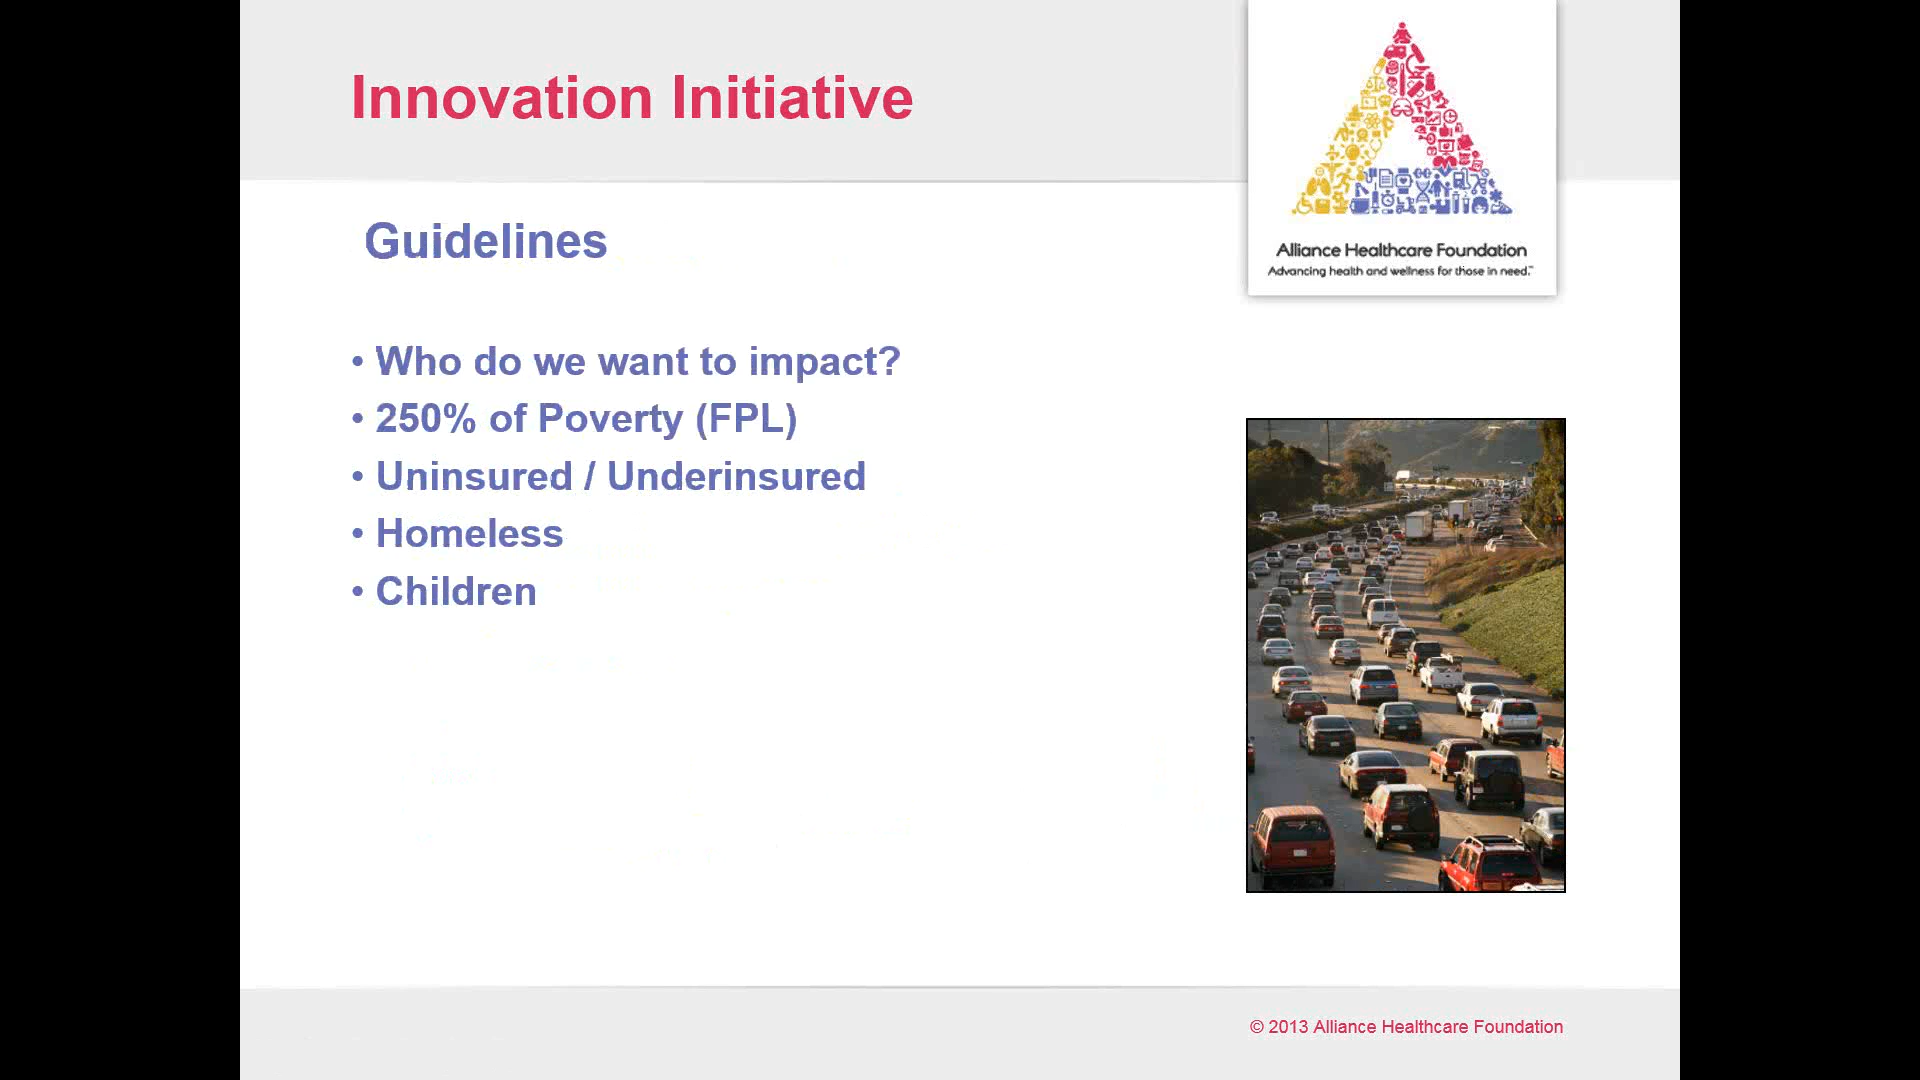 Innovation Initiative
Alliance Healthcare Foundation
Advancing health and wellness for those in need.™
Guidelines
• Who do we want to impact?
• 250% of Poverty (FPL)
• Uninsured / Underinsured
• Homeless
• Children
© 2013 Alliance Healthcare Foundation